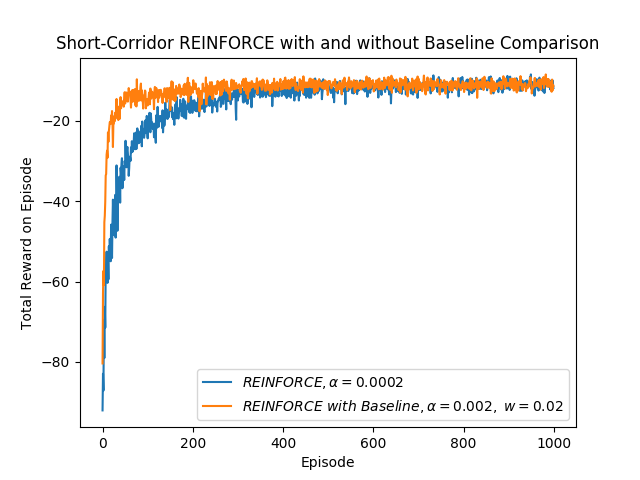 Short-Corridor REINFORCE with and without Baseline Comparison
Total Reward on Episode
−20
−40
−60
−80
REINFORCE, α = 0.0002
REINFORCE with Baseline, α = 0.002, w = 0.02
0 200 400 600 800 1000
Episode